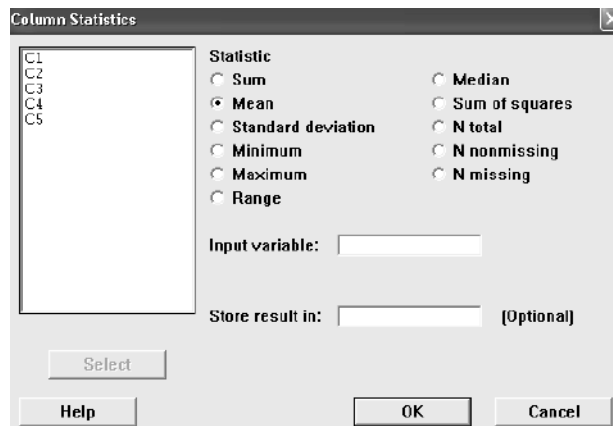 Column Statistics
C1
C2
C3
C4
C5
Statistic
Sum
Mean
Standard deviation
Minimum
Maximum
Range
Median
Sum of squares
N total
N nonmissing
N missing
Input variable:
Store result in:
(Optional)
Select
Help
OK
Cancel